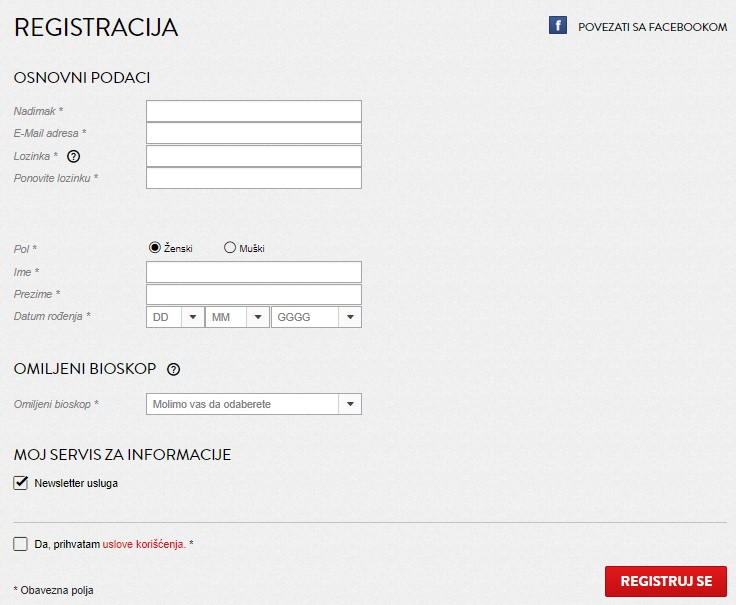 REGISTRACIJA
f POVEZATI SA FACEBOOKOM
OSNOVNI PODACI
Nadimak *
E-Mail adresa *
Lozinka * ?
Ponovite lozinku *
Pol * Ženski Muški
Ime *
Prezime *
Datum rođenja * DD MM GGGG
OMILJENI BIOSKOP ?
Omiljeni bioskop * Molimo vas da odaberete
MOJ SERVIS ZA INFORMACIJE
Newsletter usluga
Da, prihvatam uslove korišćenja. *
REGISTRUJ SE
* Obavezna polja